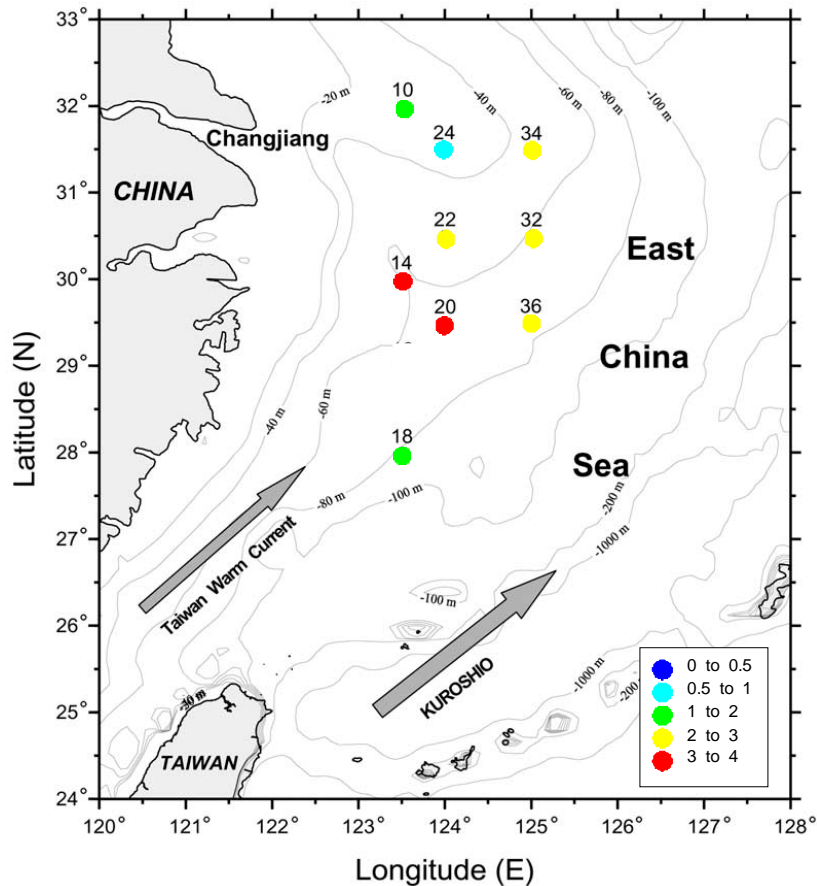 33°
32°
31°
30°
29°
28°
27°
26°
25°
24°
Latitude (N)
120°
121°
122°
123°
124°
125°
126°
127°
128°
Longitude (E)
10
-20 m
-40 m
-60 m
-80 m
-100 m
Changjiang
24
34
CHINA
22
32
East
14
20
36
China
-40 m
-60 m
18
Sea
-80 m
-100 m
-200 m
-1000 m
Taiwan Warm Current
-100 m
KUROSHIO
-1000 m
-200
TAIWAN
0 to 0.5
0.5 to 1
1 to 2
2 to 3
3 to 4